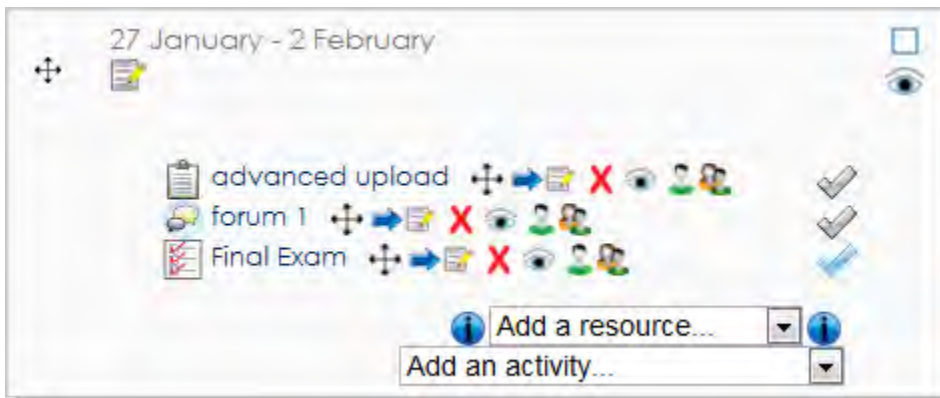 27 January - 2 February
advanced upload
forum 1
Final Exam
Add a resource...
Add an activity...